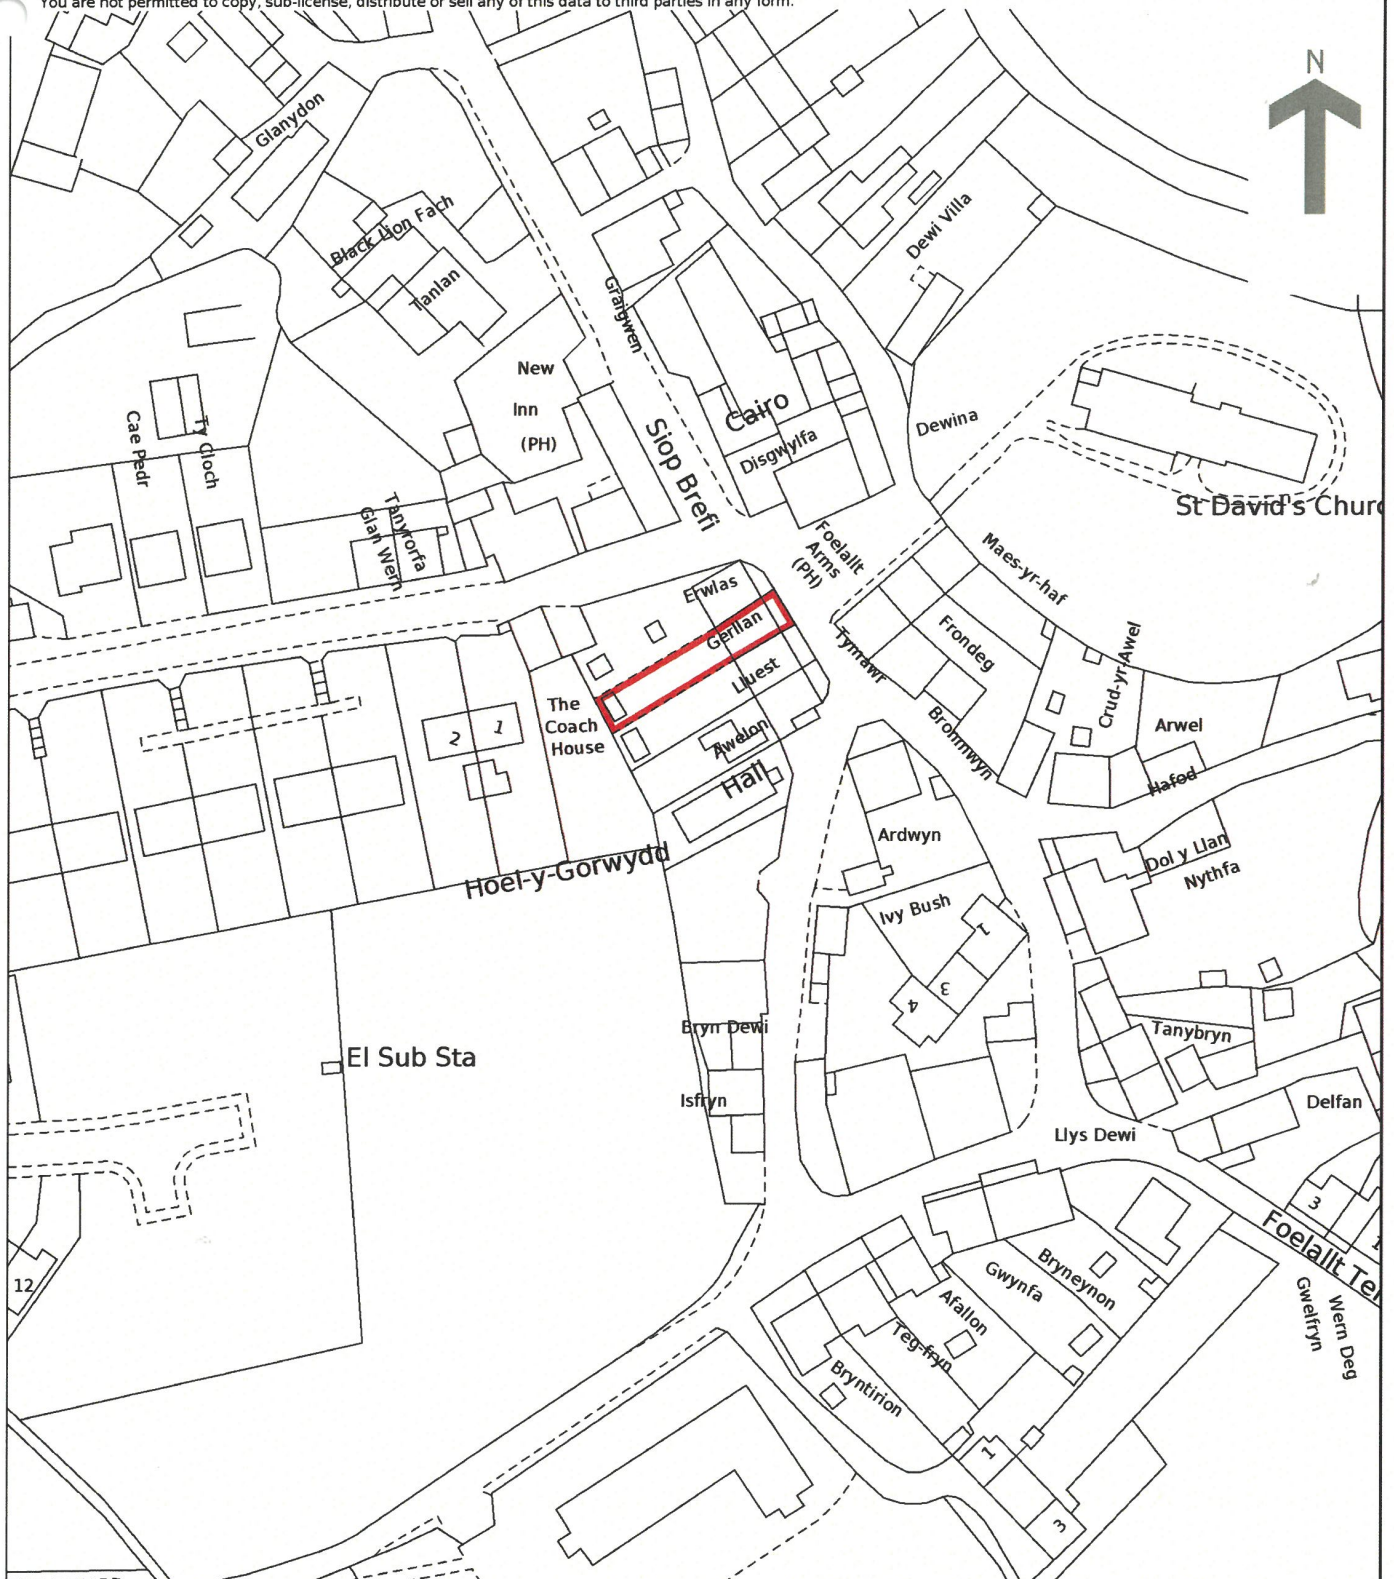 You are not permitted to copy, sub-license, distribute or sell any of this data to third parties in any form.
N
Glanydon
Black Lion Fach
Tanlan
Dewi Villa
Graigwen
New
Inn
(PH)
Cae Pedr
Ty Cloch
Siop Brefi
Cairo
Disgwylfa
Dewina
St David's Churc
Tanyrorfa
Glan Wern
Foelallt
Arms
(PH)
Maes-yr-haf
Erwlas
Gerllan
Lluest
Tymawr
Frondeg
Crud-yr-Awel
Bronmwyn
Arwel
Hafod
The
Coach
House
2
1
Awelon
Hall
Ardwyn
Dol y Llan
Nythfa
Hoel-y-Gorwydd
Ivy Bush
1
3
4
Bryn Dewi
Tanybryn
El Sub Sta
Isfryn
Delfan
Llys Dewi
3
1
Foelallt Ter
12
Bryneynon
Gwynfa
Afallon
Teg-fryn
Bryntirion
Gwelfryn
Wern Deg
1
3